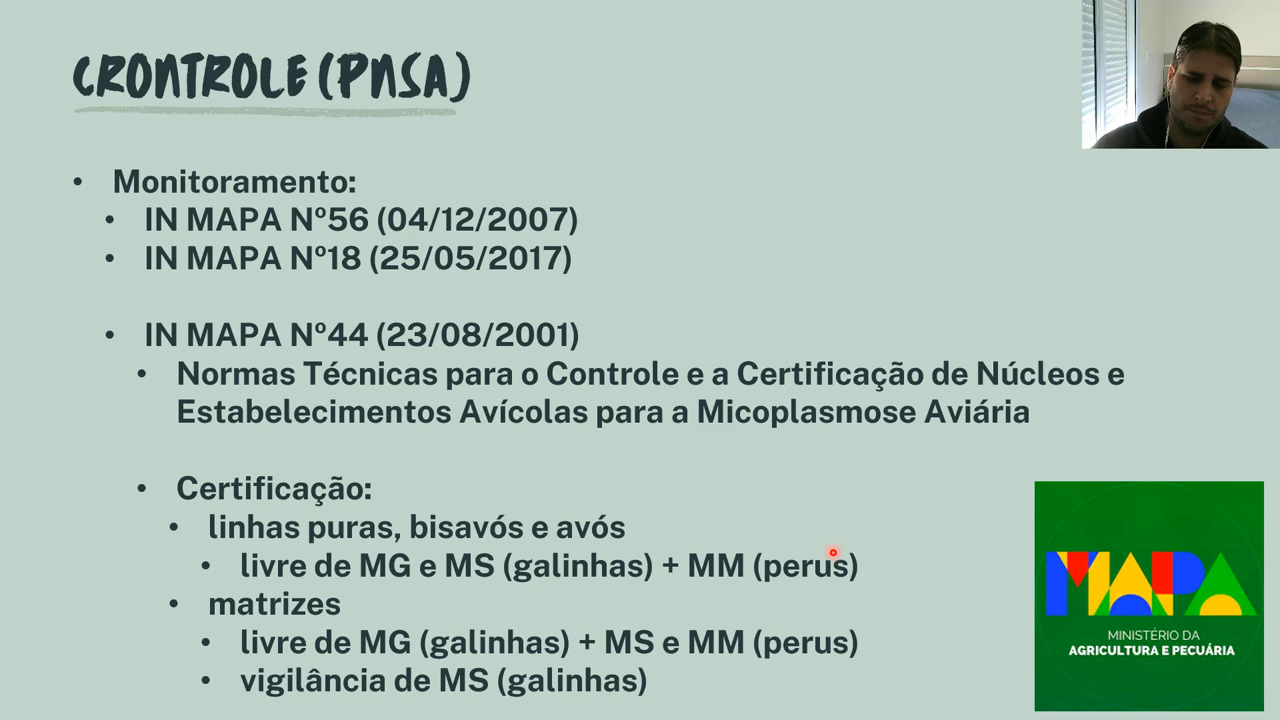 CRONTROLE (PNSA)
• Monitoramento:
• IN MAPA Nº56 (04/12/2007)
• IN MAPA Nº18 (25/05/2017)
• IN MAPA Nº44 (23/08/2001)
• Normas Técnicas para o Controle e a Certificação de Núcleos e
Estabelecimentos Avícolas para a Micoplasmose Aviária
• Certificação:
• linhas puras, bisavós e avós
• livre de MG e MS (galinhas) + MM (perus)
• matrizes
• livre de MG (galinhas) + MS e MM (perus)
• vigilância de MS (galinhas)
MAPA
MINISTÉRIO DA
AGRICULTURA E PECUÁRIA